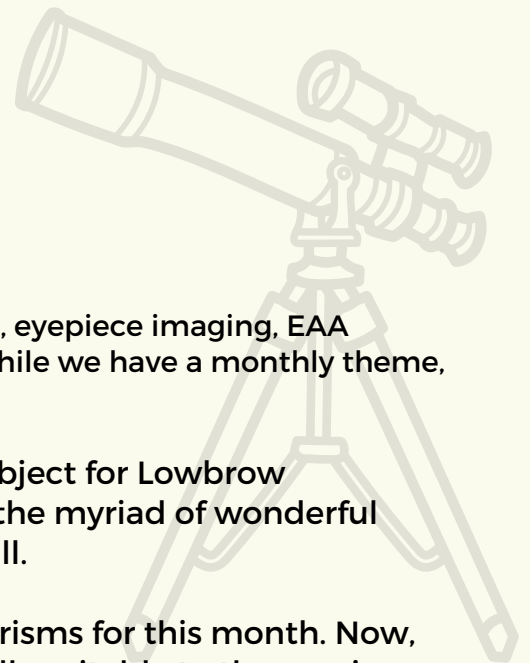 , eyepiece imaging, EAA
hile we have a monthly theme,
bject for Lowbrow
the myriad of wonderful
ll.
risms for this month. Now,